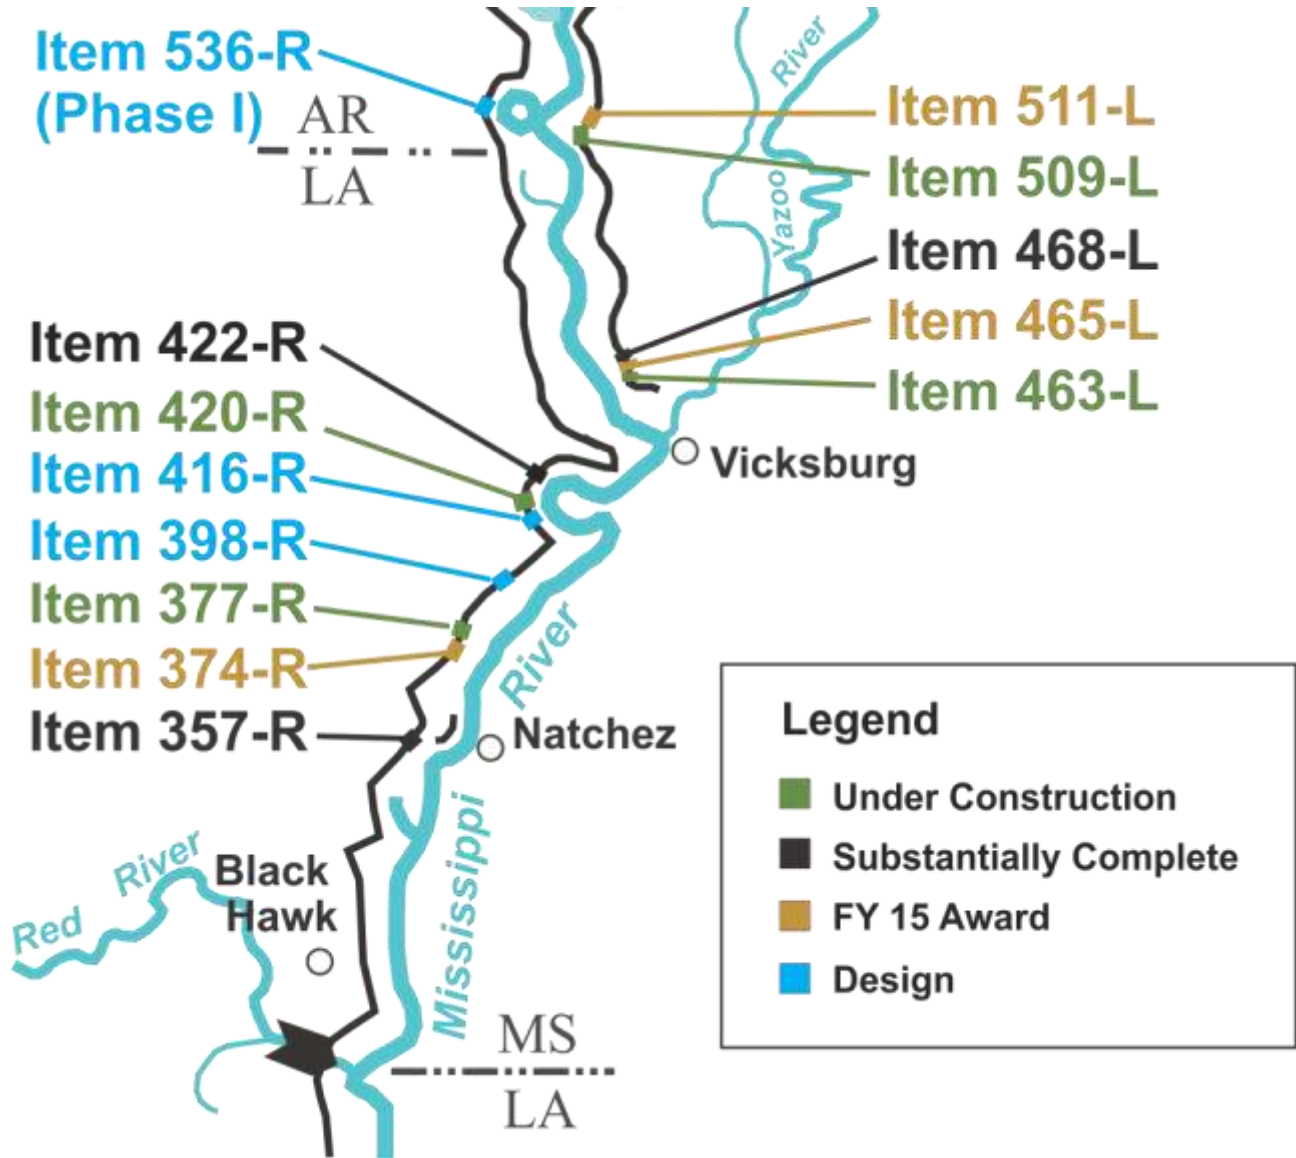 Item 536-R
(Phase I)
AR
LA
River
Yazoo
Item 511-L
Item 509-L
Item 468-L
Item 465-L
Item 463-L
Item 422-R
Item 420-R
Item 416-R
Item 398-R
Item 377-R
Item 374-R
Item 357-R
Vicksburg
River
Natchez
Mississippi
Red River
Black
Hawk
MS
LA
Legend
Under Construction
Substantially Complete
FY 15 Award
Design